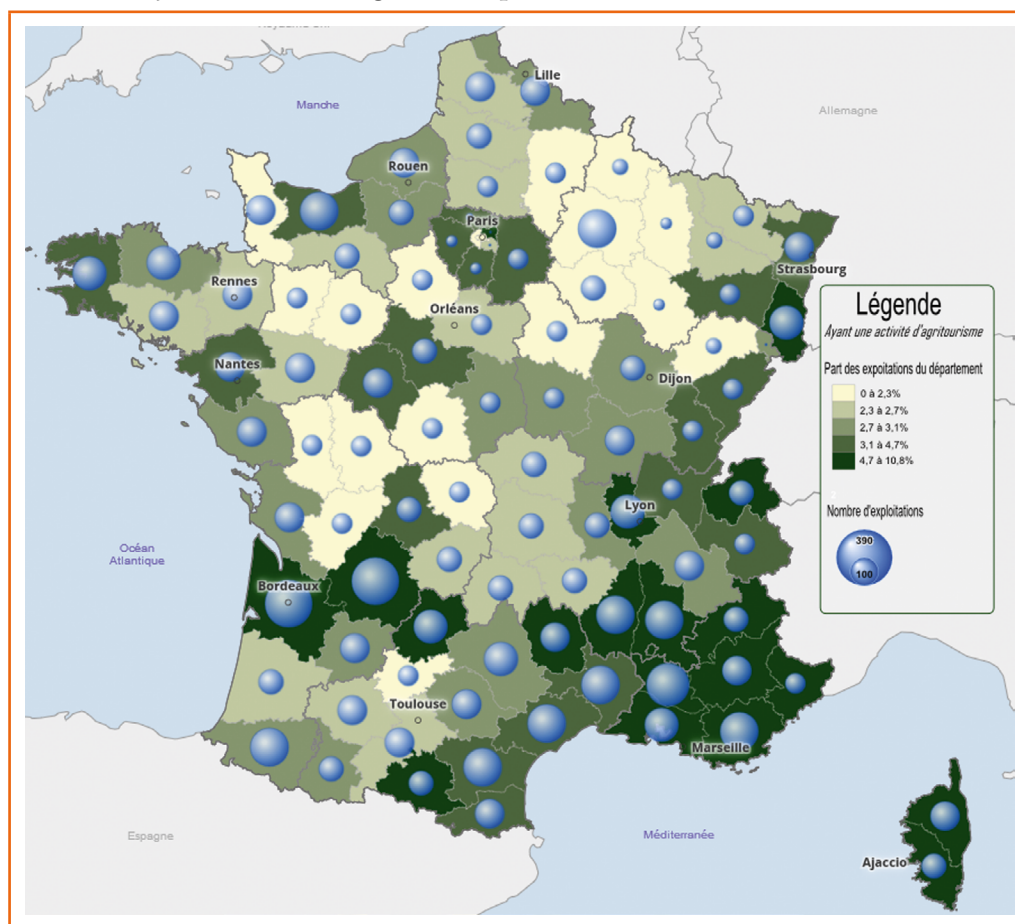 Manche
Lille
Allemagne
Rouen
Paris
Strasbourg
Rennes
Orléans
Légende
Ayant une activité d'agritourisme
Nantes
Dijon
Part des expoitations du département
0 à 2,3%
2,3 à 2,7%
2,7 à 3,1%
3,1 à 4,7%
4,7 à 10,8%
Lyon
2
Nombre d'exploitations
390
100
Océan
Atlantique
Bordeaux
Toulouse
Marseille
Espagne
Méditerranée
Ajaccio